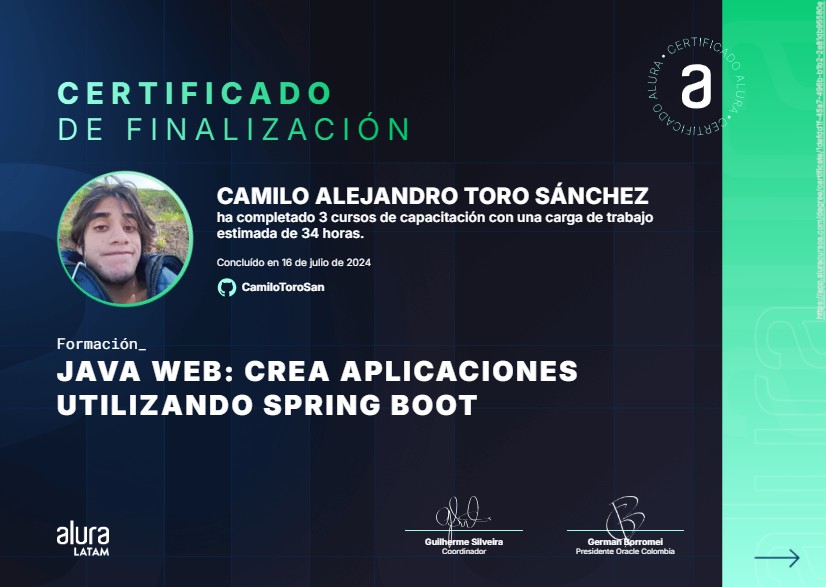 CERTIFICADO
DE FINALIZACIÓN
CERTIFICADO ALURA • CERTIFICADO ALURA •
a
CAMILO ALEJANDRO TORO SÁNCHEZ
ha completado 3 cursos de capacitación con una carga de trabajo
estimada de 34 horas.
Concluído en 16 de julio de 2024
CamiloToroSan
Formación_
JAVA WEB: CREA APLICACIONES
UTILIZANDO SPRING BOOT
alura
LATAM
Guilherme Silveira
Coordinador
German Borromei
Presidente Oracle Colombia
alura